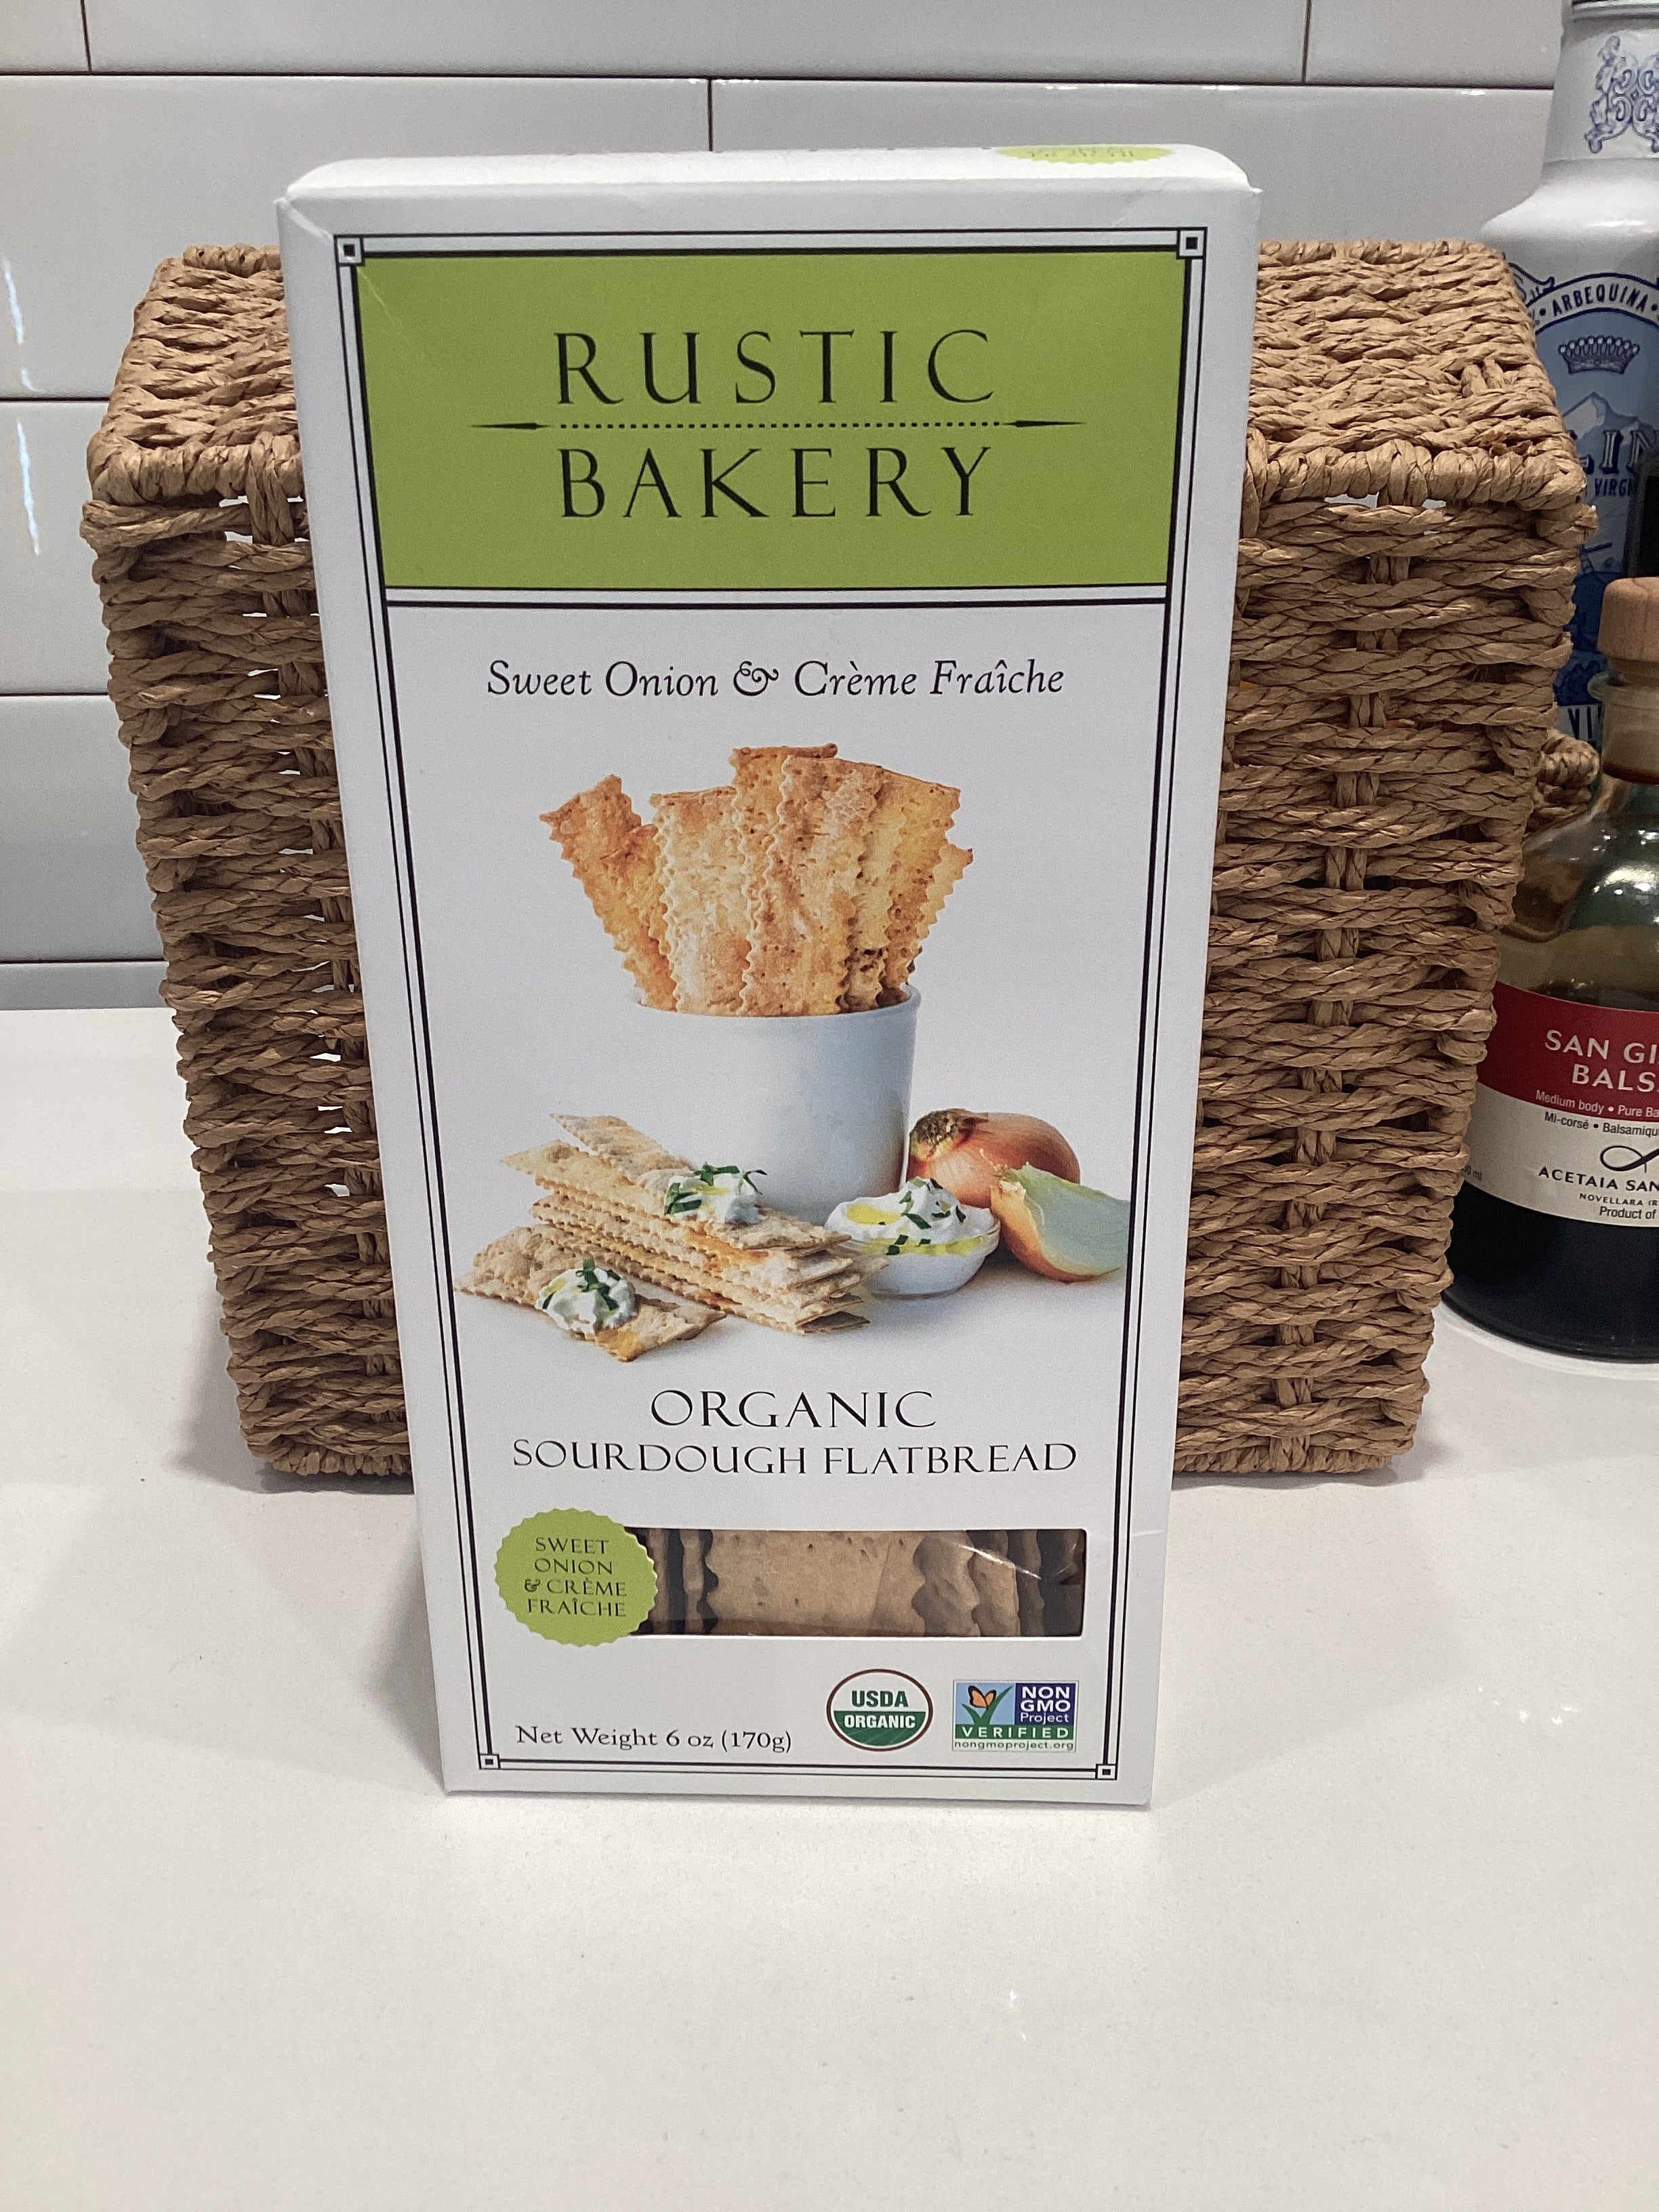 RUSTIC
BAKERY
Sweet Onion & Crème Fraîche
ORGANIC
SOURDOUGH FLATBREAD
SWEET
ONION
& CRÈME
FRAÎCHE
Net Weight 6 oz (170g)
USDA
ORGANIC
NON
GMO
Project
VERIFIED
nongmoproject.org
• ARBEQUINA •
VIRG
SAN GI
BALS
Medium body • Pure Ba
Mi-corsé • Balsamiqu
ACETAIA SAN
NOVELLARA
Product of